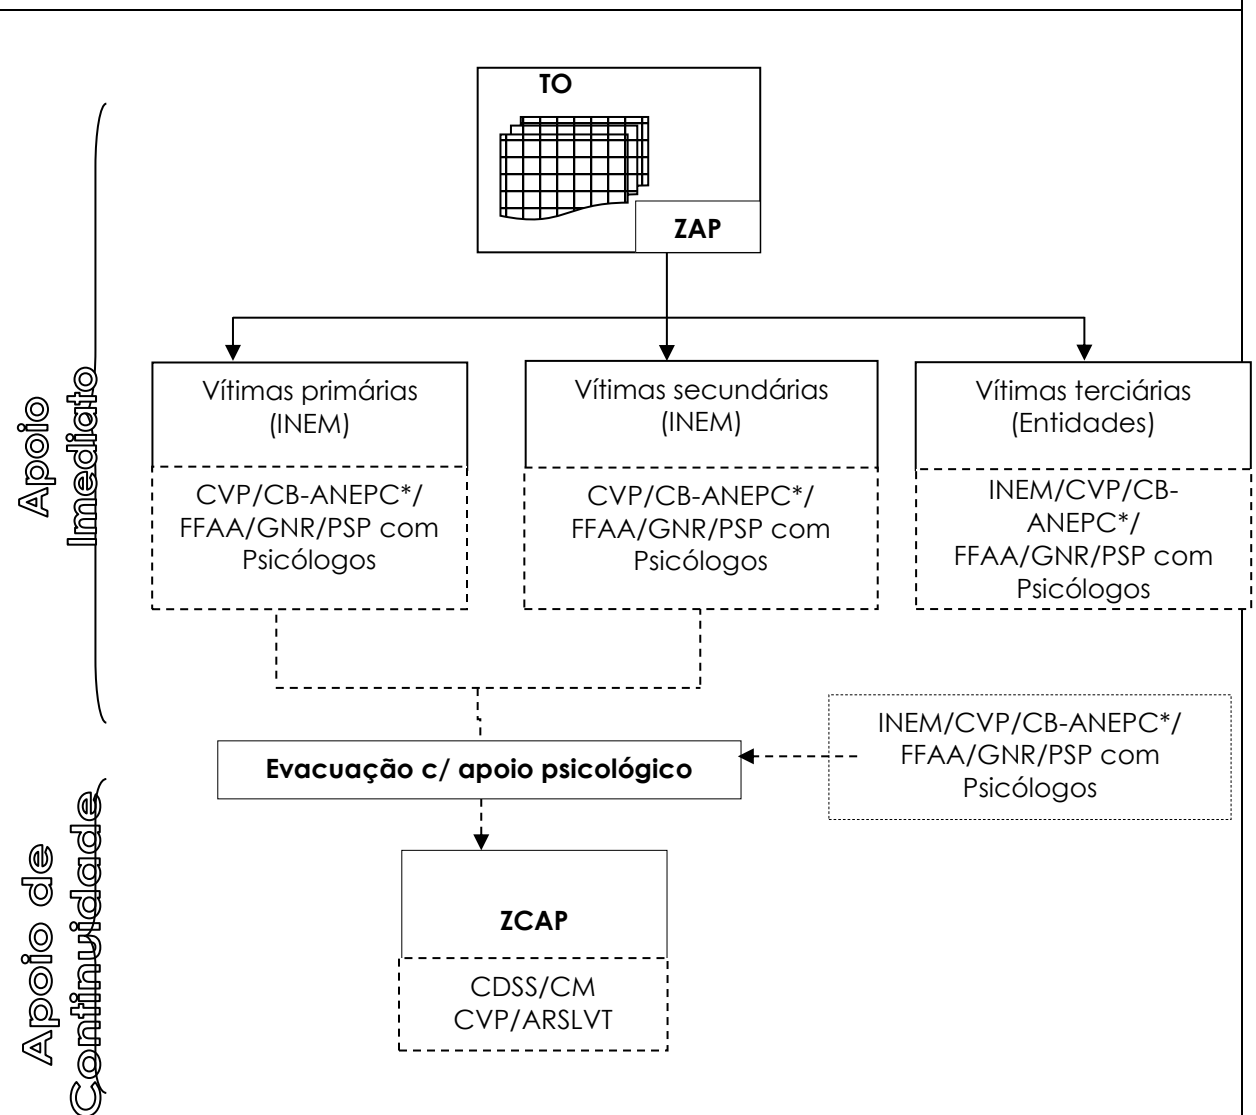 TO
ZAP
Apoio
Imediato
Vítimas primárias
(INEM)
CVP/CB-ANEPC*/
FFAA/GNR/PSP com
Psicólogos
Vítimas secundárias
(INEM)
CVP/CB-ANEPC*/
FFAA/GNR/PSP com
Psicólogos
Vítimas terciárias
(Entidades)
INEM/CVP/CB-
ANEPC*/
FFAA/GNR/PSP com
Psicólogos
INEM/CVP/CB-ANEPC*/
FFAA/GNR/PSP com
Psicólogos
Evacuação c/ apoio psicológico
Apoio de
Continuidade
ZCAP
CDSS/CM
CVP/ARSLVT